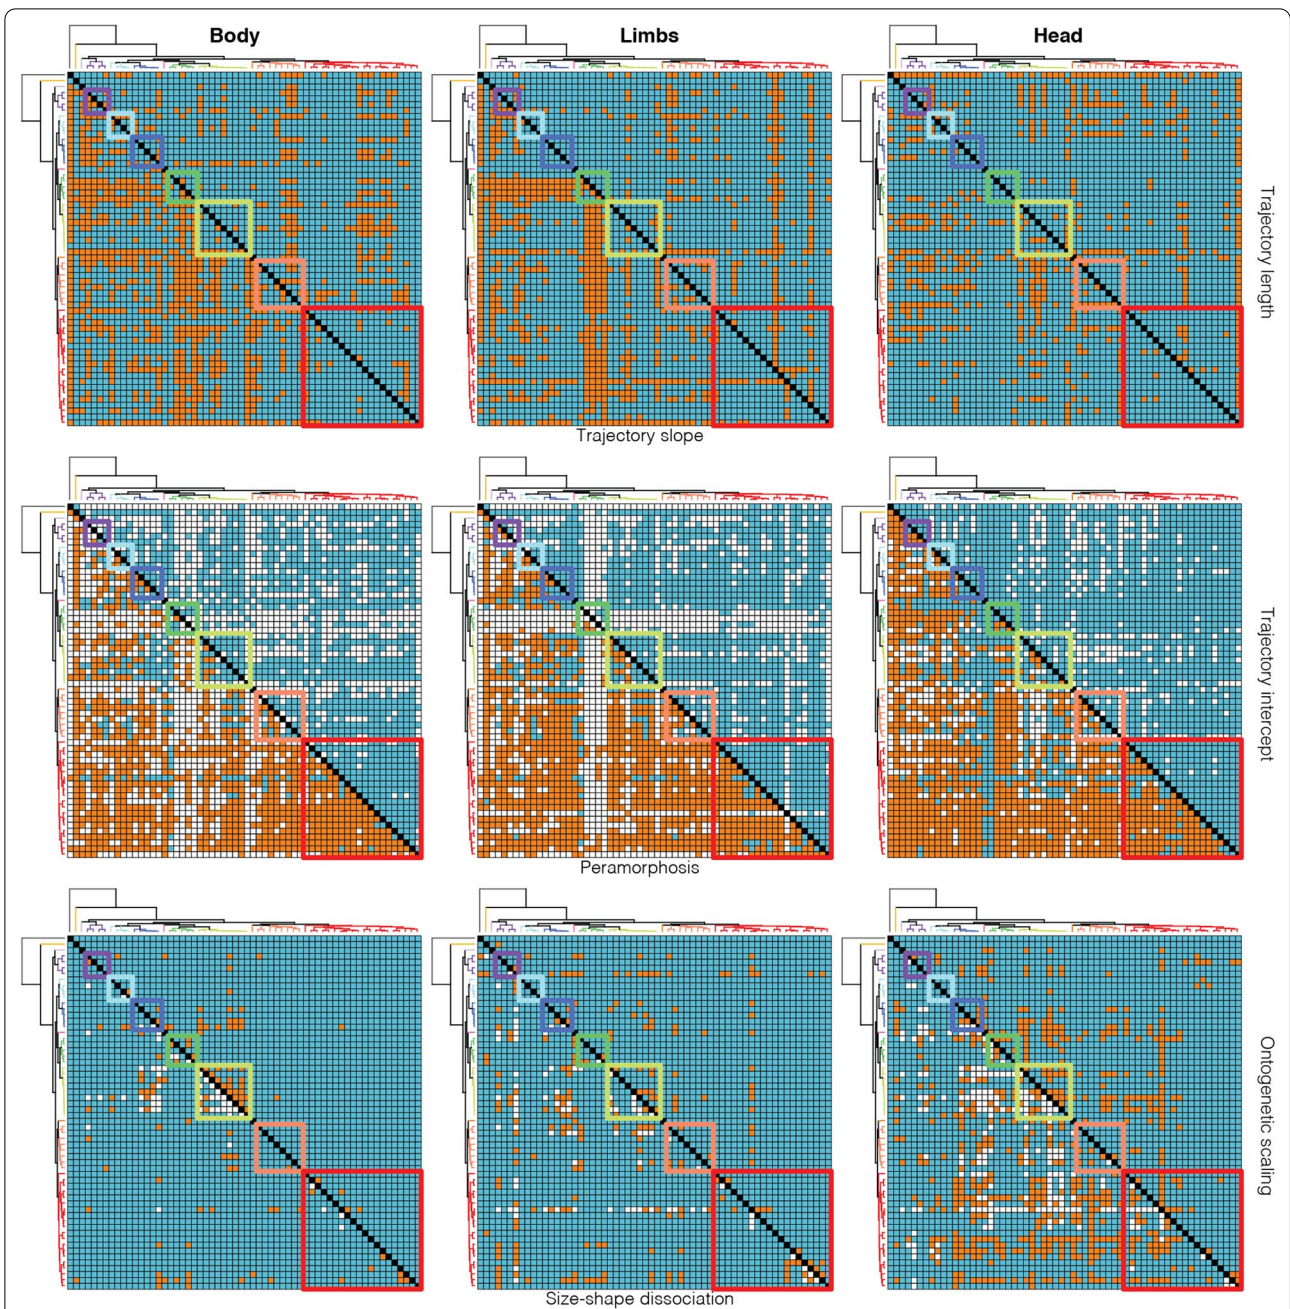 Body
Limbs
Head
Trajectory length
Trajectory slope
Trajectory intercept
Peramorphosis
Ontogenetic scaling
Size-shape dissociation